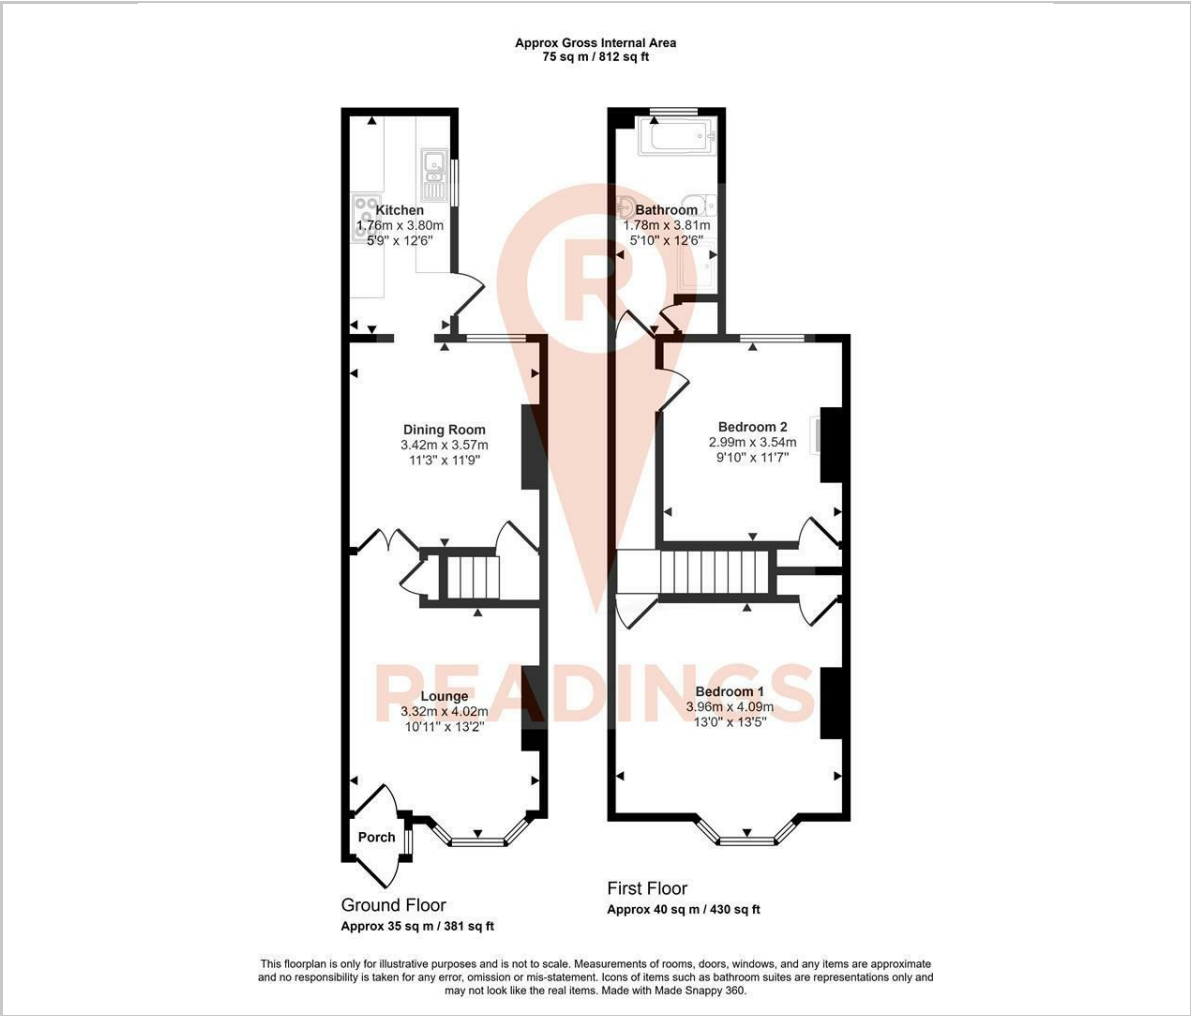 Approx Gross Internal Area
75 sq m / 812 sq ft
Kitchen
1.76m x 3.80m
5'9" x 12'6"
Dining Room
3.42m x 3.57m
11'3" x 11'9"
Lounge
3.32m x 4.02m
10'11" x 13'2"
Porch
Ground Floor
Approx 35 sq m / 381 sq ft
Bathroom
1.78m x 3.81m
5'10" x 12'6"
Bedroom 2
2.99m x 3.54m
9'10" x 11'7"
Bedroom 1
3.96m x 4.09m
13'0" x 13'5"
First Floor
Approx 40 sq m / 430 sq ft
R
READINGS
This floorplan is only for illustrative purposes and is not to scale. Measurements of rooms, doors, windows, and any items are approximate
and no responsibility is taken for any error, omission or mis-statement. Icons of items such as bathroom suites are representations only and
may not look like the real items. Made with Made Snappy 360.